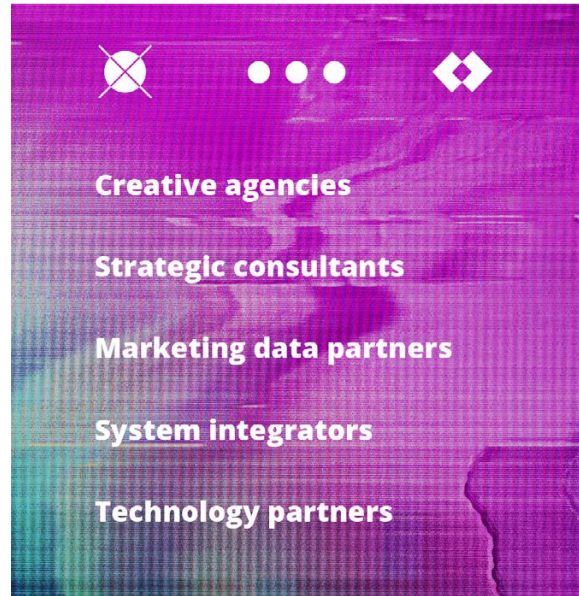 Creative agencies
Strategic consultants
Marketing data partners
System integrators
Technology partners